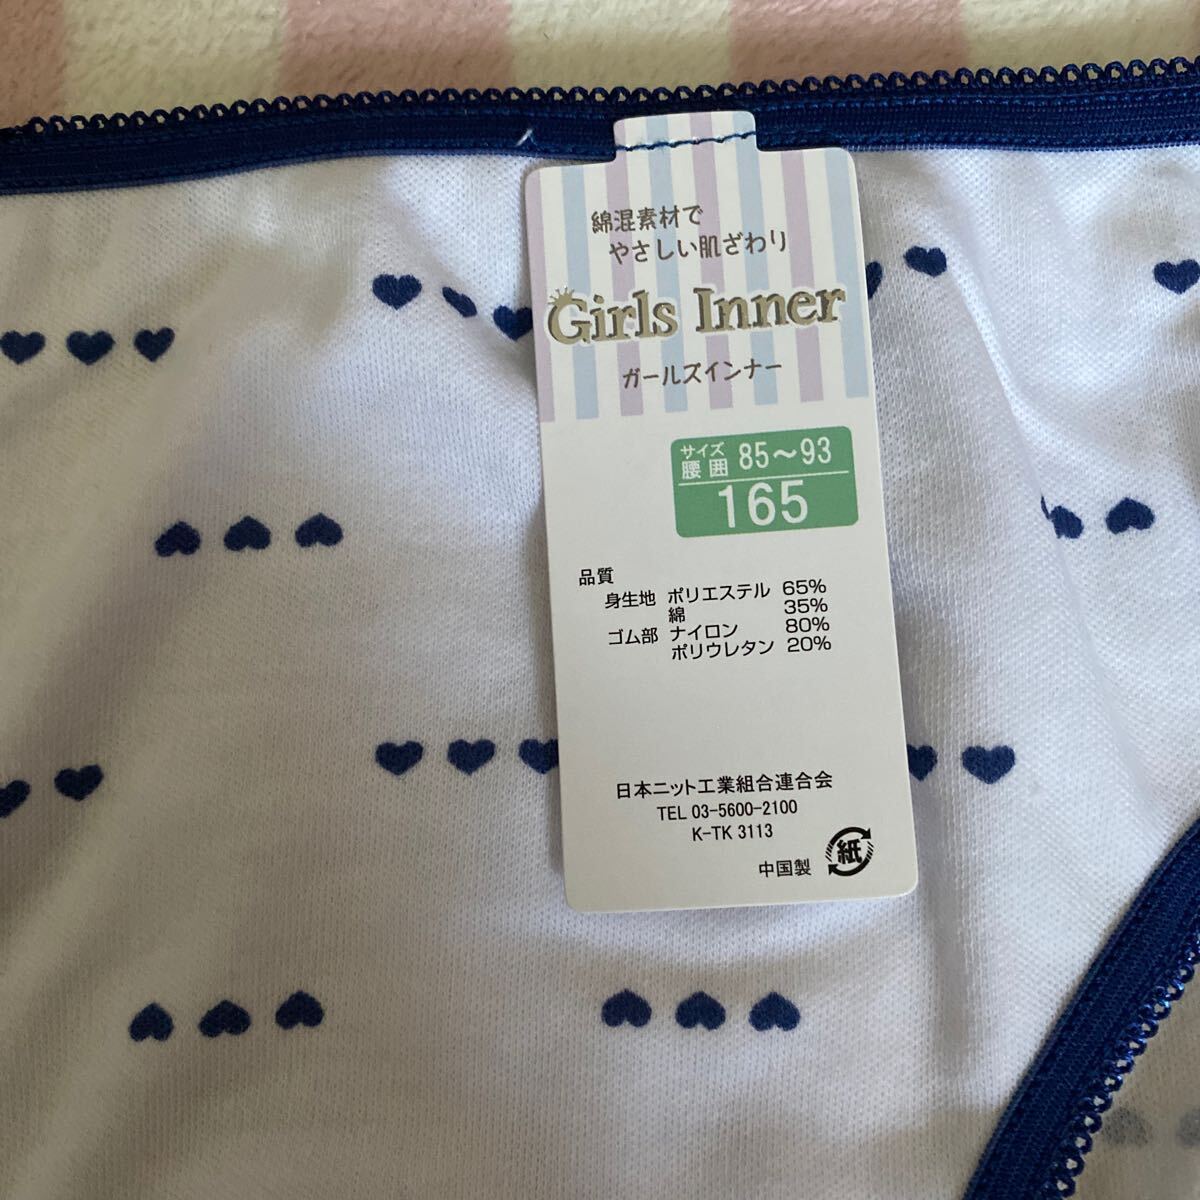 綿混素材で
やさしい肌ざわり
Girls Inner
ガールズインナー
サイズ
腰囲 85～93
165
品質
身生地 ポリエステル 65%
綿 35%
ゴム部 ナイロン 80%
ポリウレタン 20%
日本ニット工業組合連合会
TEL 03-5600-2100
K-TK 3113
中国製 紙